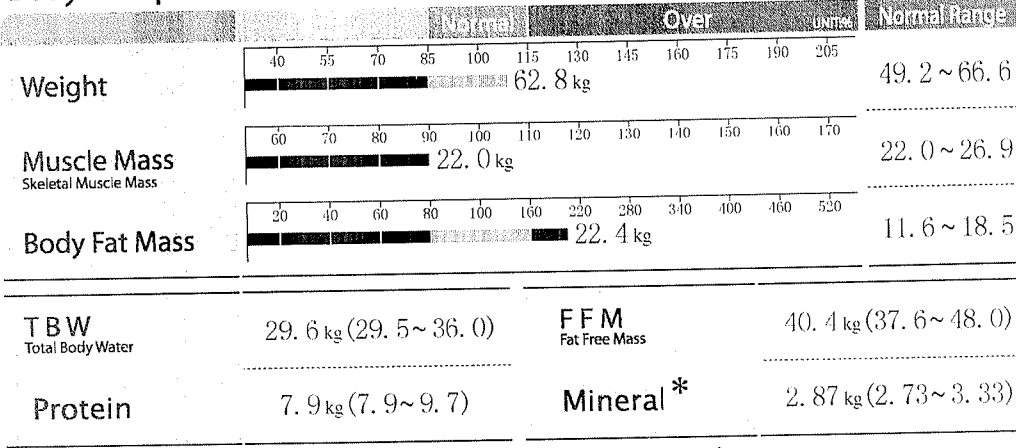 Normal Over UNIT:% Normal Range
40 55 70 85 100 115 130 145 160 175 190 205
Weight 62.8 kg 49.2~66.6
60 70 80 90 100 110 120 130 140 150 160 170
Muscle Mass 22.0 kg 22.0~26.9
Skeletal Muscle Mass
20 40 60 80 100 160 220 280 340 400 460 520
Body Fat Mass 22.4 kg 11.6~18.5
TBW 29.6 kg (29.5~36.0) FFM 40.4 kg (37.6~48.0)
Total Body Water Fat Free Mass
Protein 7.9 kg (7.9~9.7) Mineral * 2.87 kg (2.73~3.33)